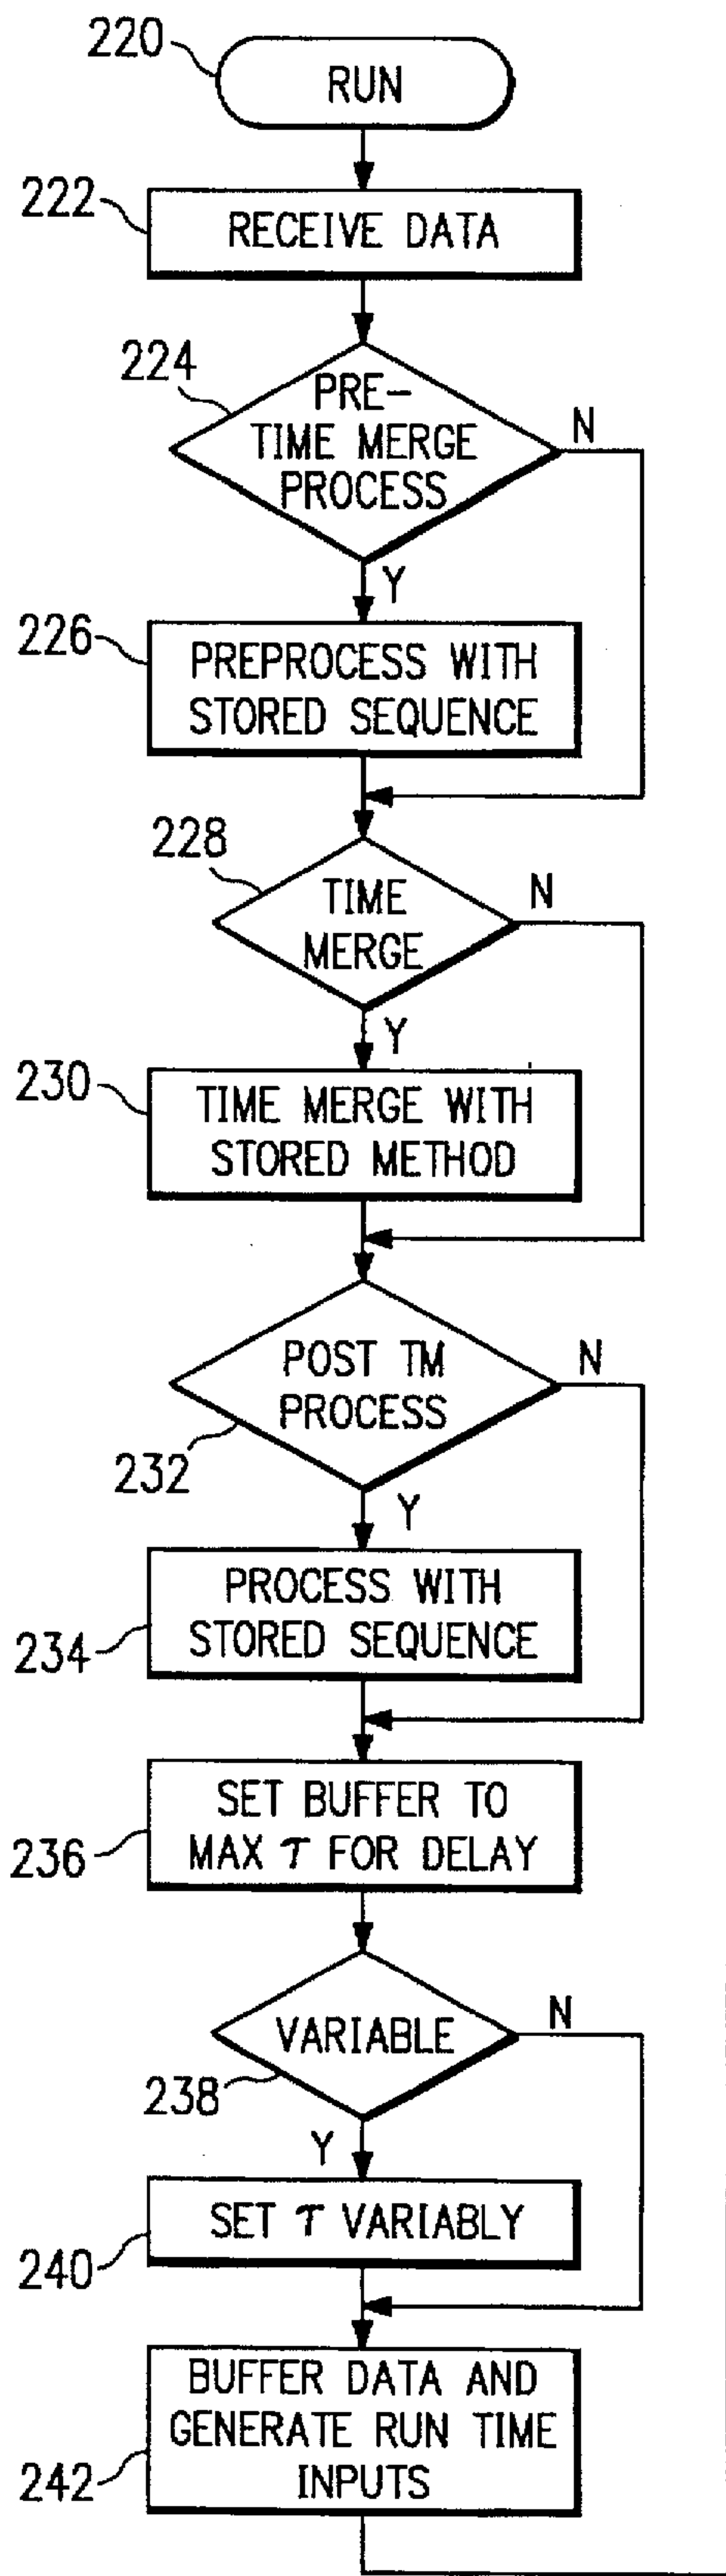 220
RUN
222
RECEIVE DATA
224
PRE-
TIME MERGE
PROCESS
N
Y
226
PREPROCESS WITH
STORED SEQUENCE
228
TIME
MERGE
N
Y
230
TIME MERGE WITH
STORED METHOD
POST TM
PROCESS
N
232
Y
PROCESS WITH
STORED SEQUENCE
234
SET BUFFER TO
MAX τ FOR DELAY
236
VARIABLE
N
238
Y
SET τ VARIABLY
240
BUFFER DATA AND
GENERATE RUN TIME
INPUTS
242